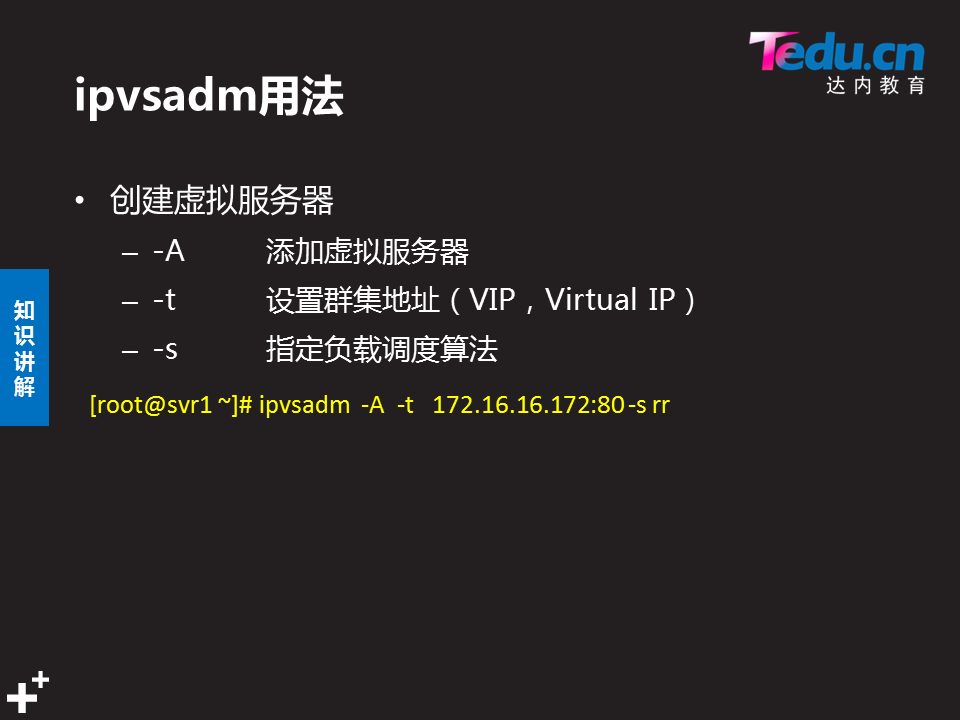 Tedu.cn
达内教育
ipvsadm用法
• 创建虚拟服务器
– -A 添加虚拟服务器
– -t 设置群集地址（VIP，Virtual IP）
– -s 指定负载调度算法
[root@svr1 ~]# ipvsadm -A -t 172.16.16.172:80 -s rr
知
识
讲
解